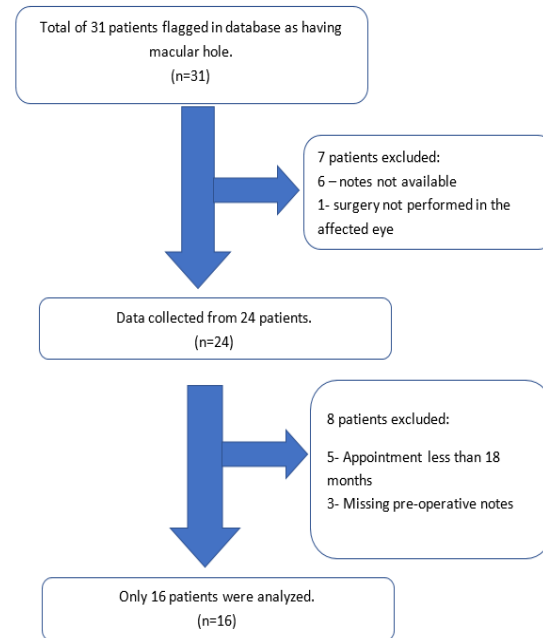 Total of 31 patients flagged in database as having
macular hole.
(n=31)
7 patients excluded:
6 – notes not available
1- surgery not performed in the
affected eye
Data collected from 24 patients.
(n=24)
8 patients excluded:
5- Appointment less than 18
months
3- Missing pre-operative notes
Only 16 patients were analyzed.
(n=16)